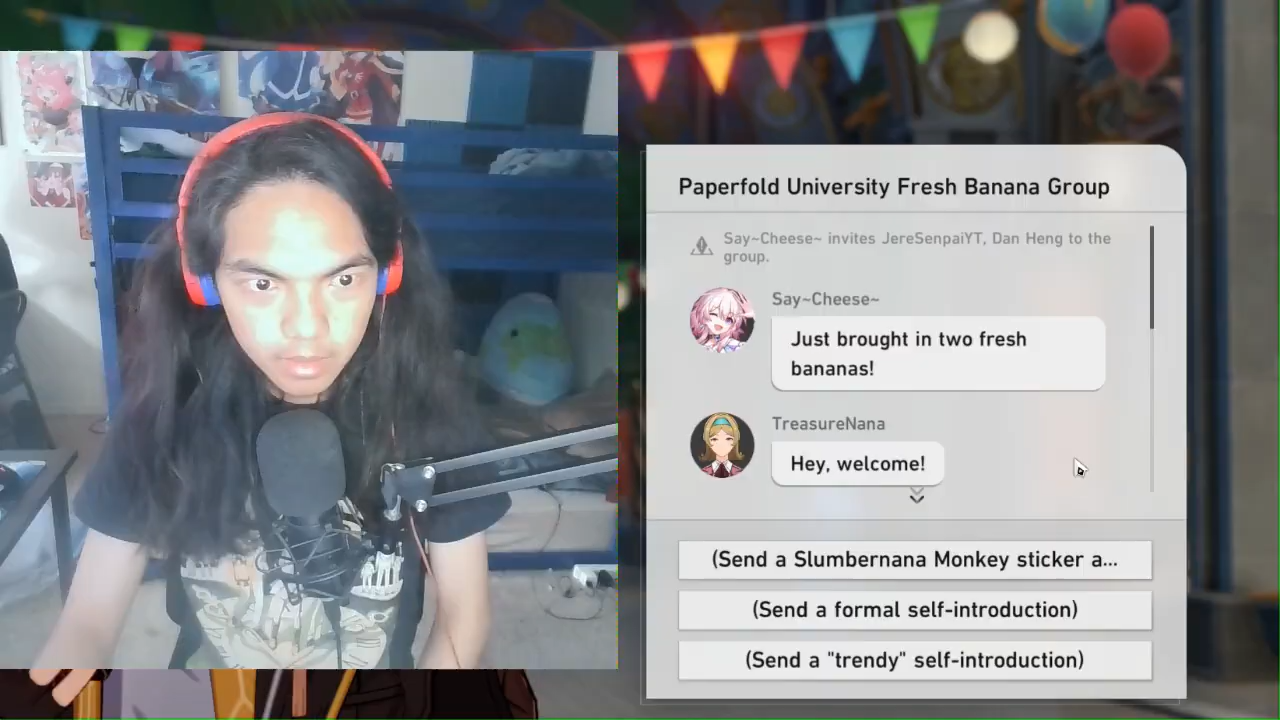 Paperfold University Fresh Banana Group
Say~Cheese~ invites JereSenpaiYT, Dan Heng to the
group.
Say~Cheese~
Just brought in two fresh
bananas!
TreasureNana
Hey, welcome!
(Send a Slumbernana Monkey sticker a...
(Send a formal self-introduction)
(Send a "trendy" self-introduction)